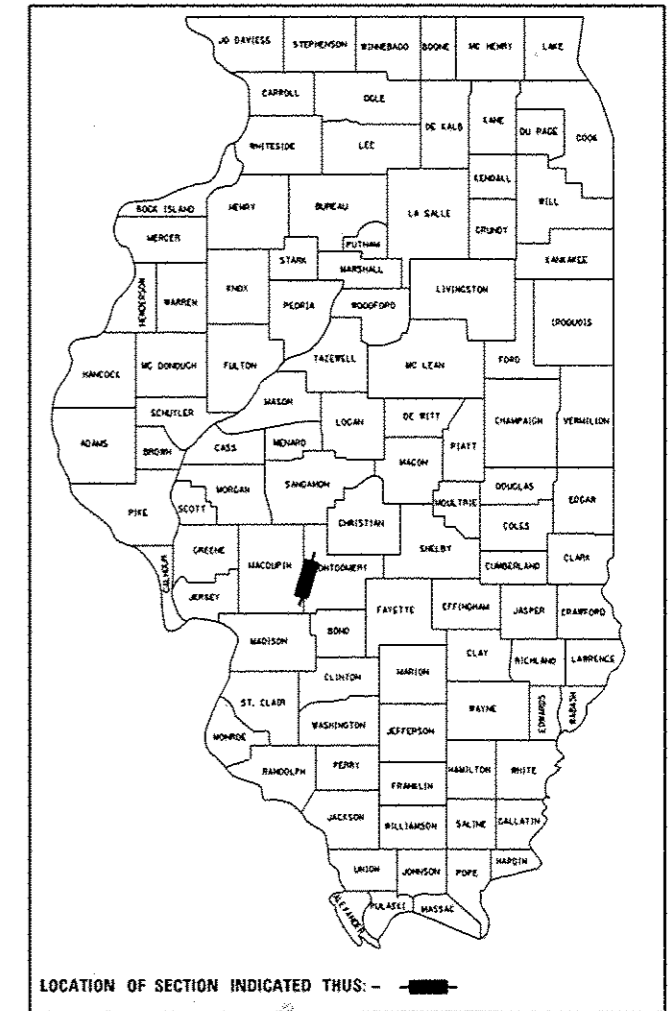 JO DAVIESS STEPHENSON WINNEBAGO BOONE MC HENRY LAKE
CARROLL OGLE DE KALB KANE DU PAGE COOK
WHITESIDE LEE
KENDALL WILL
ROCK ISLAND HENRY BUREAU LA SALLE
MERCER PUTNAM GRUNDY
STARK MARSHALL KANKAKEE
HENDERSON WARREN KNOX PEORIA WOODFORD LIVINGSTON
IROQUOIS
HANCOCK MC DONOUGH FULTON TAZEWELL MC LEAN FORD
SCHUYLER MASON LOGAN DE WITT CHAMPAIGN VERMILION
ADAMS BROWN CASS MENARD MACON PIATT
SANGAMON DOUGLAS
PIKE SCOTT MORGAN CHRISTIAN MOULTRIE EDGAR
COLES
GREENE MACOUPIN MONTGOMERY SHELBY CUMBERLAND CLARK
CALHOUN JERSEY FAYETTE EFFINGHAM JASPER CRAWFORD
MADISON BOND
CLAY RICHLAND LAWRENCE
CLINTON MARION
ST. CLAIR WAYNE EDWARDS WABASH
MONROE WASHINGTON JEFFERSON
RANDOLPH PERRY HAMILTON WHITE
FRANKLIN
JACKSON WILLIAMSON SALINE GALLATIN
UNION JOHNSON POPE HARDIN
ALEXANDER PULASKI MASSAC
LOCATION OF SECTION INDICATED THUS: -